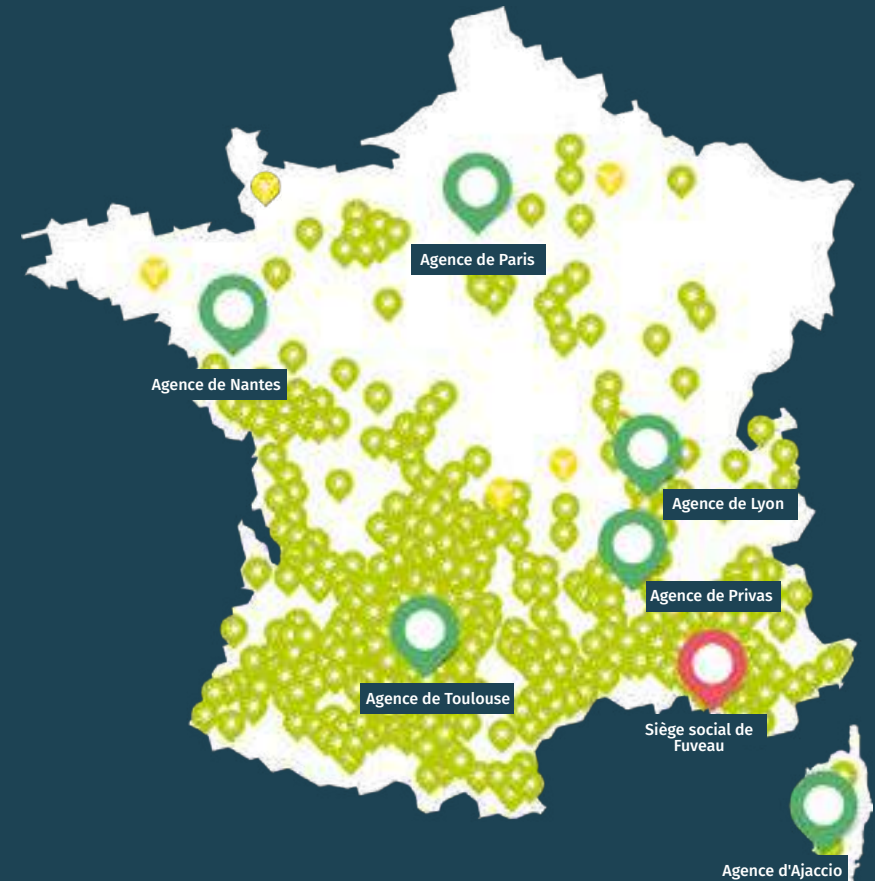 Agence de Paris
Agence de Nantes
Agence de Lyon
Agence de Privas
Agence de Toulouse
Siège social de
Fuveau
Agence d'Ajaccio